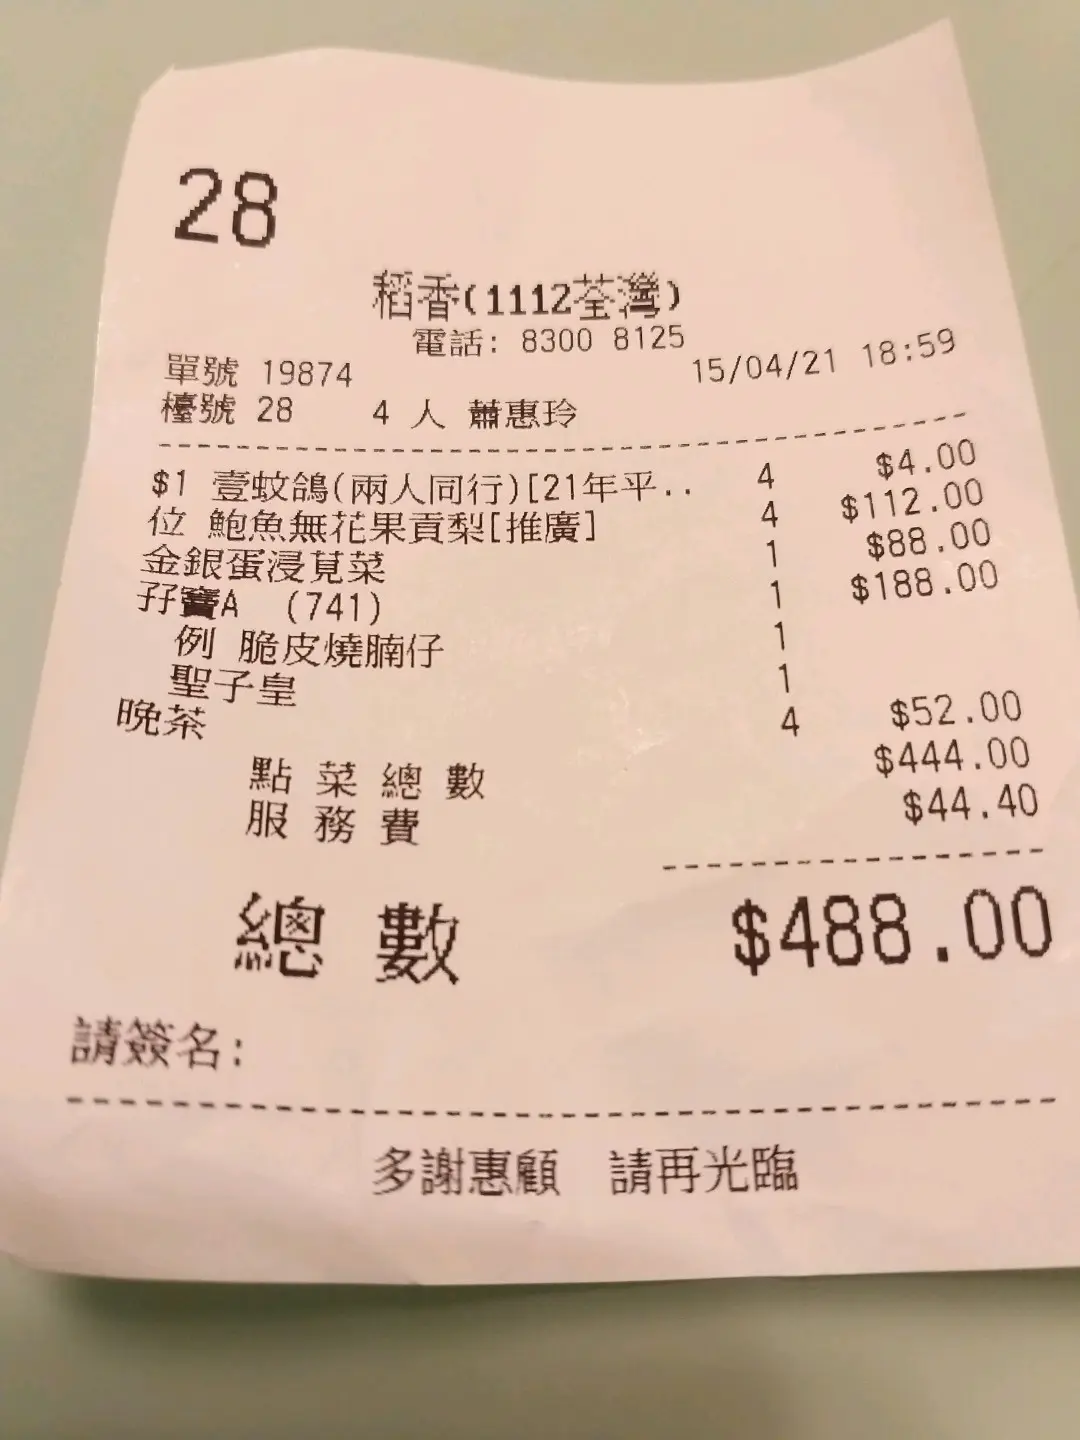 28
稻香(1112荃灣)
電話: 8300 8125
單號 19874 15/04/21 18:59
檯號 28 4 人 蕭惠玲
$1 壹蚊鴿(兩人同行)[21年平.. 4 $4.00
位 鮑魚無花果貢梨[推廣] 4 $112.00
金銀蛋浸莧菜 1 $88.00
孖寶A (741) 1 $188.00
例 脆皮燒腩仔 1
聖子皇 1
晚茶 4 $52.00
點 菜 總 數 $444.00
服 務 費 $44.40
總 數 $488.00
請簽名:
多謝惠顧 請再光臨